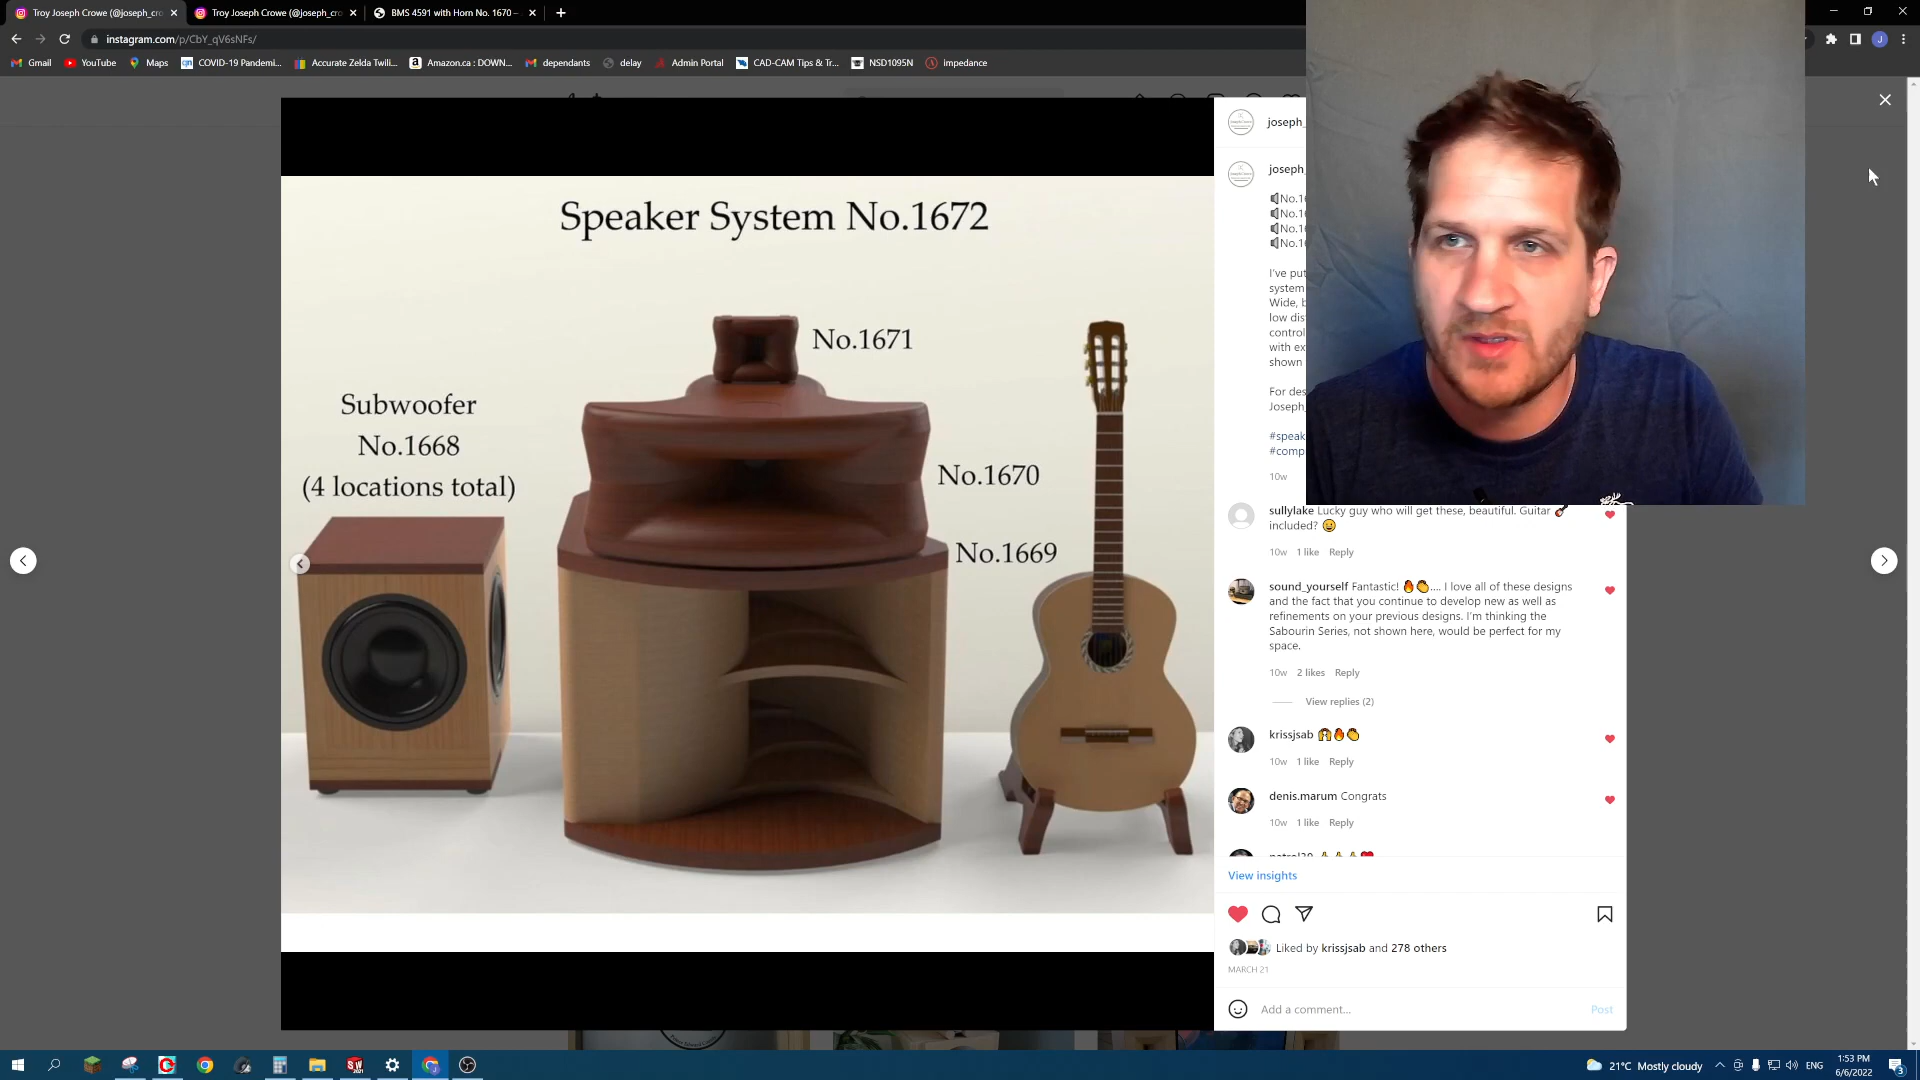 Troy Joseph Crowe (@joseph_cro
Troy Joseph Crowe (@joseph_cro
BMS 4591 with Horn No. 1670 –
instagram.com/p/CbY_qV6sNFs/
Gmail
YouTube
Maps
COVID-19 Pandemi...
Accurate Zelda Twili...
Amazon.ca : DOWN...
dependants
delay
Admin Portal
CAD-CAM Tips & Tr...
NSD1095N
impedance
J
Speaker System No.1672
No.1671
Subwoofer
No.1668
(4 locations total)
No.1670
No.1669
joseph_
joseph_
I've put
system
Wide, b
low dis
control
with ex
shown
For des
Joseph_
#speak
#comp
10w
sullylake Lucky guy who will get these, beautiful. Guitar 🎸
included? 😉
10w 1 like Reply
sound_yourself Fantastic! 🔥👏.... I love all of these designs
and the fact that you continue to develop new as well as
refinements on your previous designs. I'm thinking the
Sabourin Series, not shown here, would be perfect for my
space.
10w 2 likes Reply
View replies (2)
krissjsab 🙌🔥👏
10w 1 like Reply
denis.marum Congrats
10w 1 like Reply
View insights
Liked by krissjsab and 278 others
MARCH 21
Add a comment...
Post
21°C Mostly cloudy
ENG
1:53 PM
6/6/2022
3